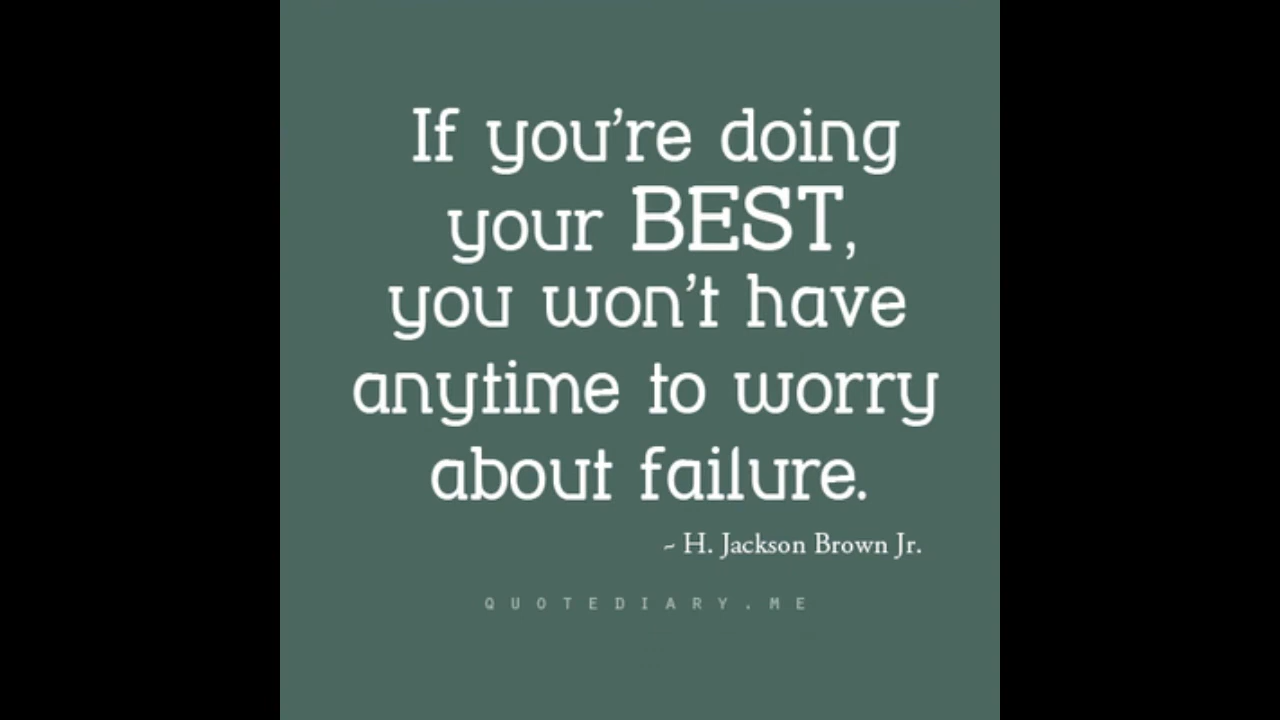 If you're doing
your BEST,
you won't have
anytime to worry
about failure.
~ H. Jackson Brown Jr.
QUOTEDIARY.ME